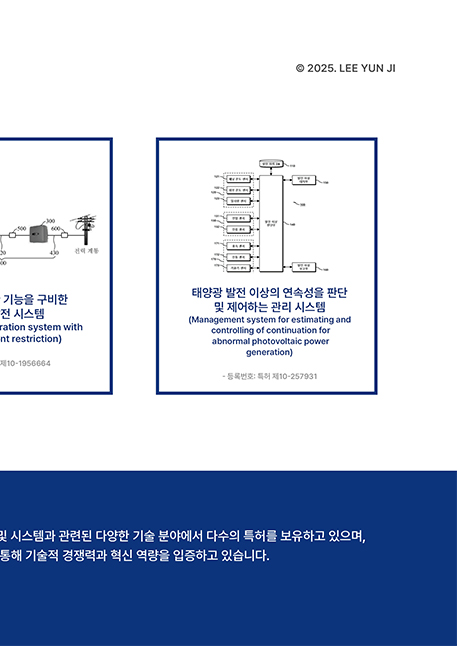 © 2025. LEE YUN JI
300
500
600
430
전력 계통
기능을 구비한
전 시스템
ration system with
nt restriction)
제10-1956664
태양광 발전 이상의 연속성을 판단
및 제어하는 관리 시스템
(Management system for estimating and
controlling of continuation for
abnormal photovoltaic power
generation)
- 등록번호: 특허 제10-257931
및 시스템과 관련된 다양한 기술 분야에서 다수의 특허를 보유하고 있으며,
통해 기술적 경쟁력과 혁신 역량을 입증하고 있습니다.